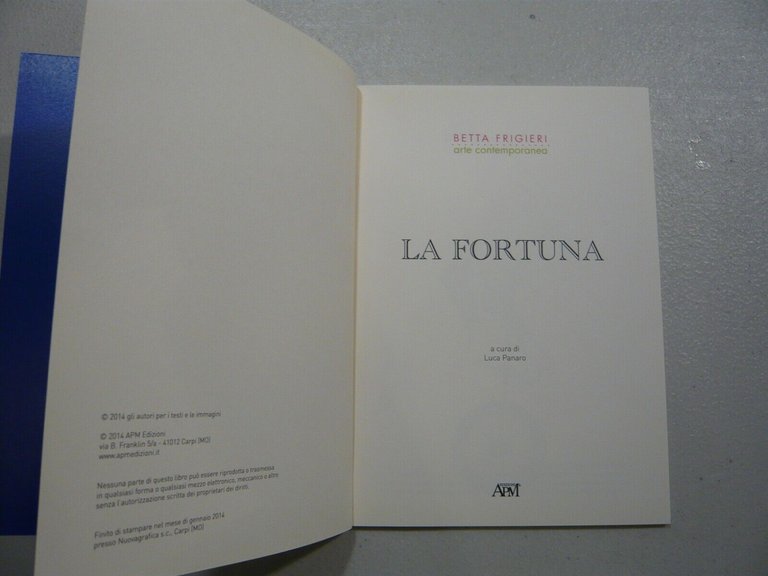 © 2014 gli autori per i testi e le immagini
© 2014 APM Edizioni
via B. Franklin 5/a - 41012 Carpi (MO)
www.apmedizioni.it
Nessuna parte di questo libro può essere riprodotta o trasmessa
in qualsiasi forma o qualsiasi mezzo elettronico, meccanico o altro
senza l'autorizzazione scritta dei proprietari dei diritti.
Finito di stampare nel mese di gennaio 2014
presso Nuovagrafica s.c., Carpi (MO)
BETTA FRIGIERI
arte contemporanea
LA FORTUNA
a cura di
Luca Panaro
EDIZIONI
APM